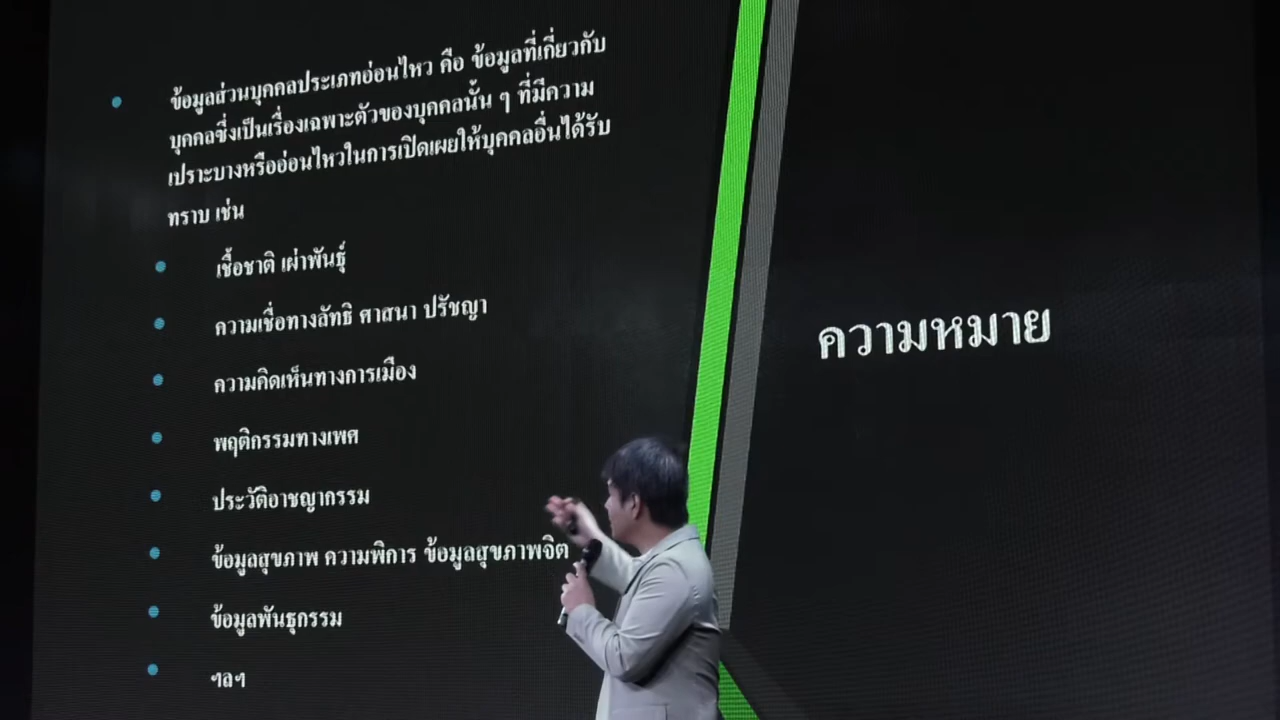 ข้อมูลส่วนบุคคลประเภทอ่อนไหว คือ ข้อมูลที่เกี่ยวกับ
บุคคลซึ่งเป็นเรื่องเฉพาะตัวของบุคคลนั้น ๆ ที่มีความ
เปราะบางหรืออ่อนไหวในการเปิดเผยให้บุคคลอื่นได้รับ
ทราบ เช่น
เชื้อชาติ เผ่าพันธุ์
ความเชื่อทางลัทธิ ศาสนา ปรัชญา
ความคิดเห็นทางการเมือง
พฤติกรรมทางเพศ
ประวัติอาชญากรรม
ข้อมูลสุขภาพ ความพิการ ข้อมูลสุขภาพจิต
ข้อมูลพันธุกรรม
ฯลฯ
ความหมาย